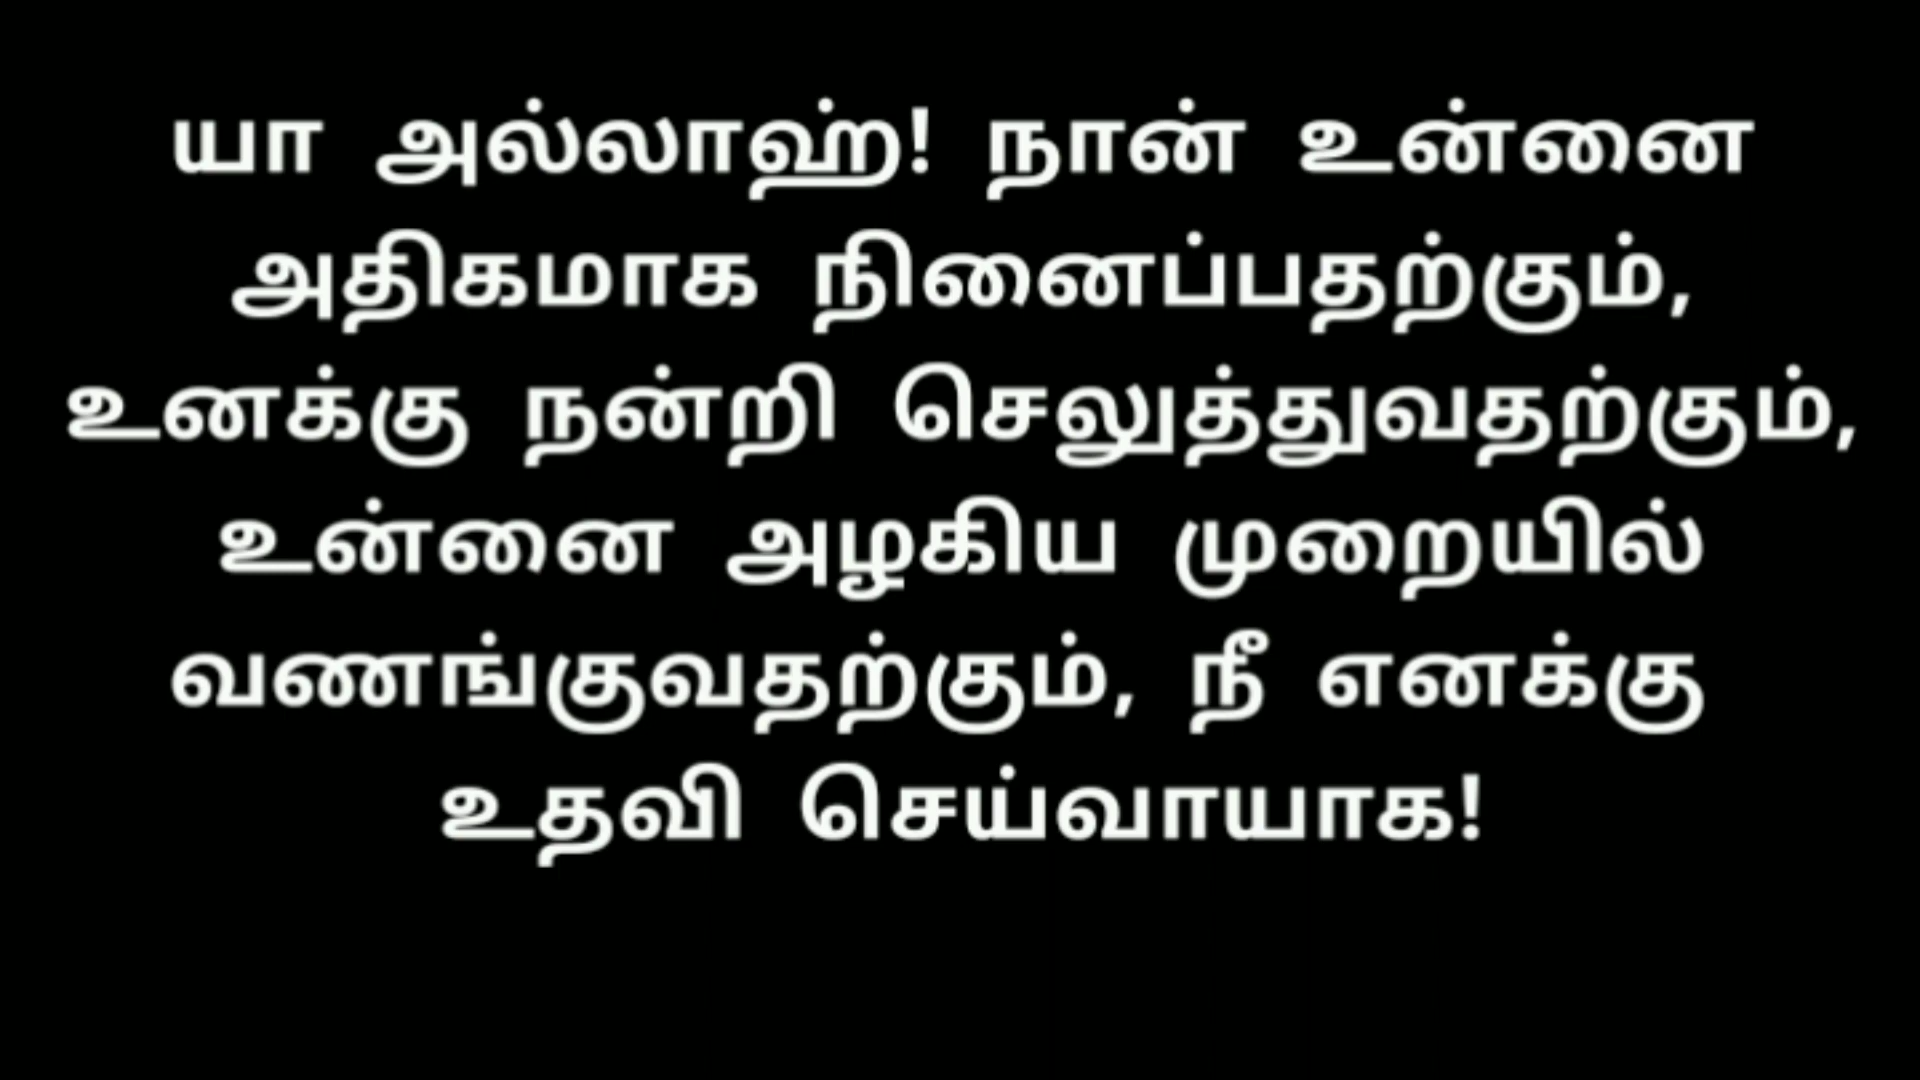 யா அல்லாஹ்! நான் உன்னை
அதிகமாக நினைப்பதற்கும்,
உனக்கு நன்றி செலுத்துவதற்கும்,
உன்னை அழகிய முறையில்
வணங்குவதற்கும், நீ எனக்கு
உதவி செய்வாயாக!